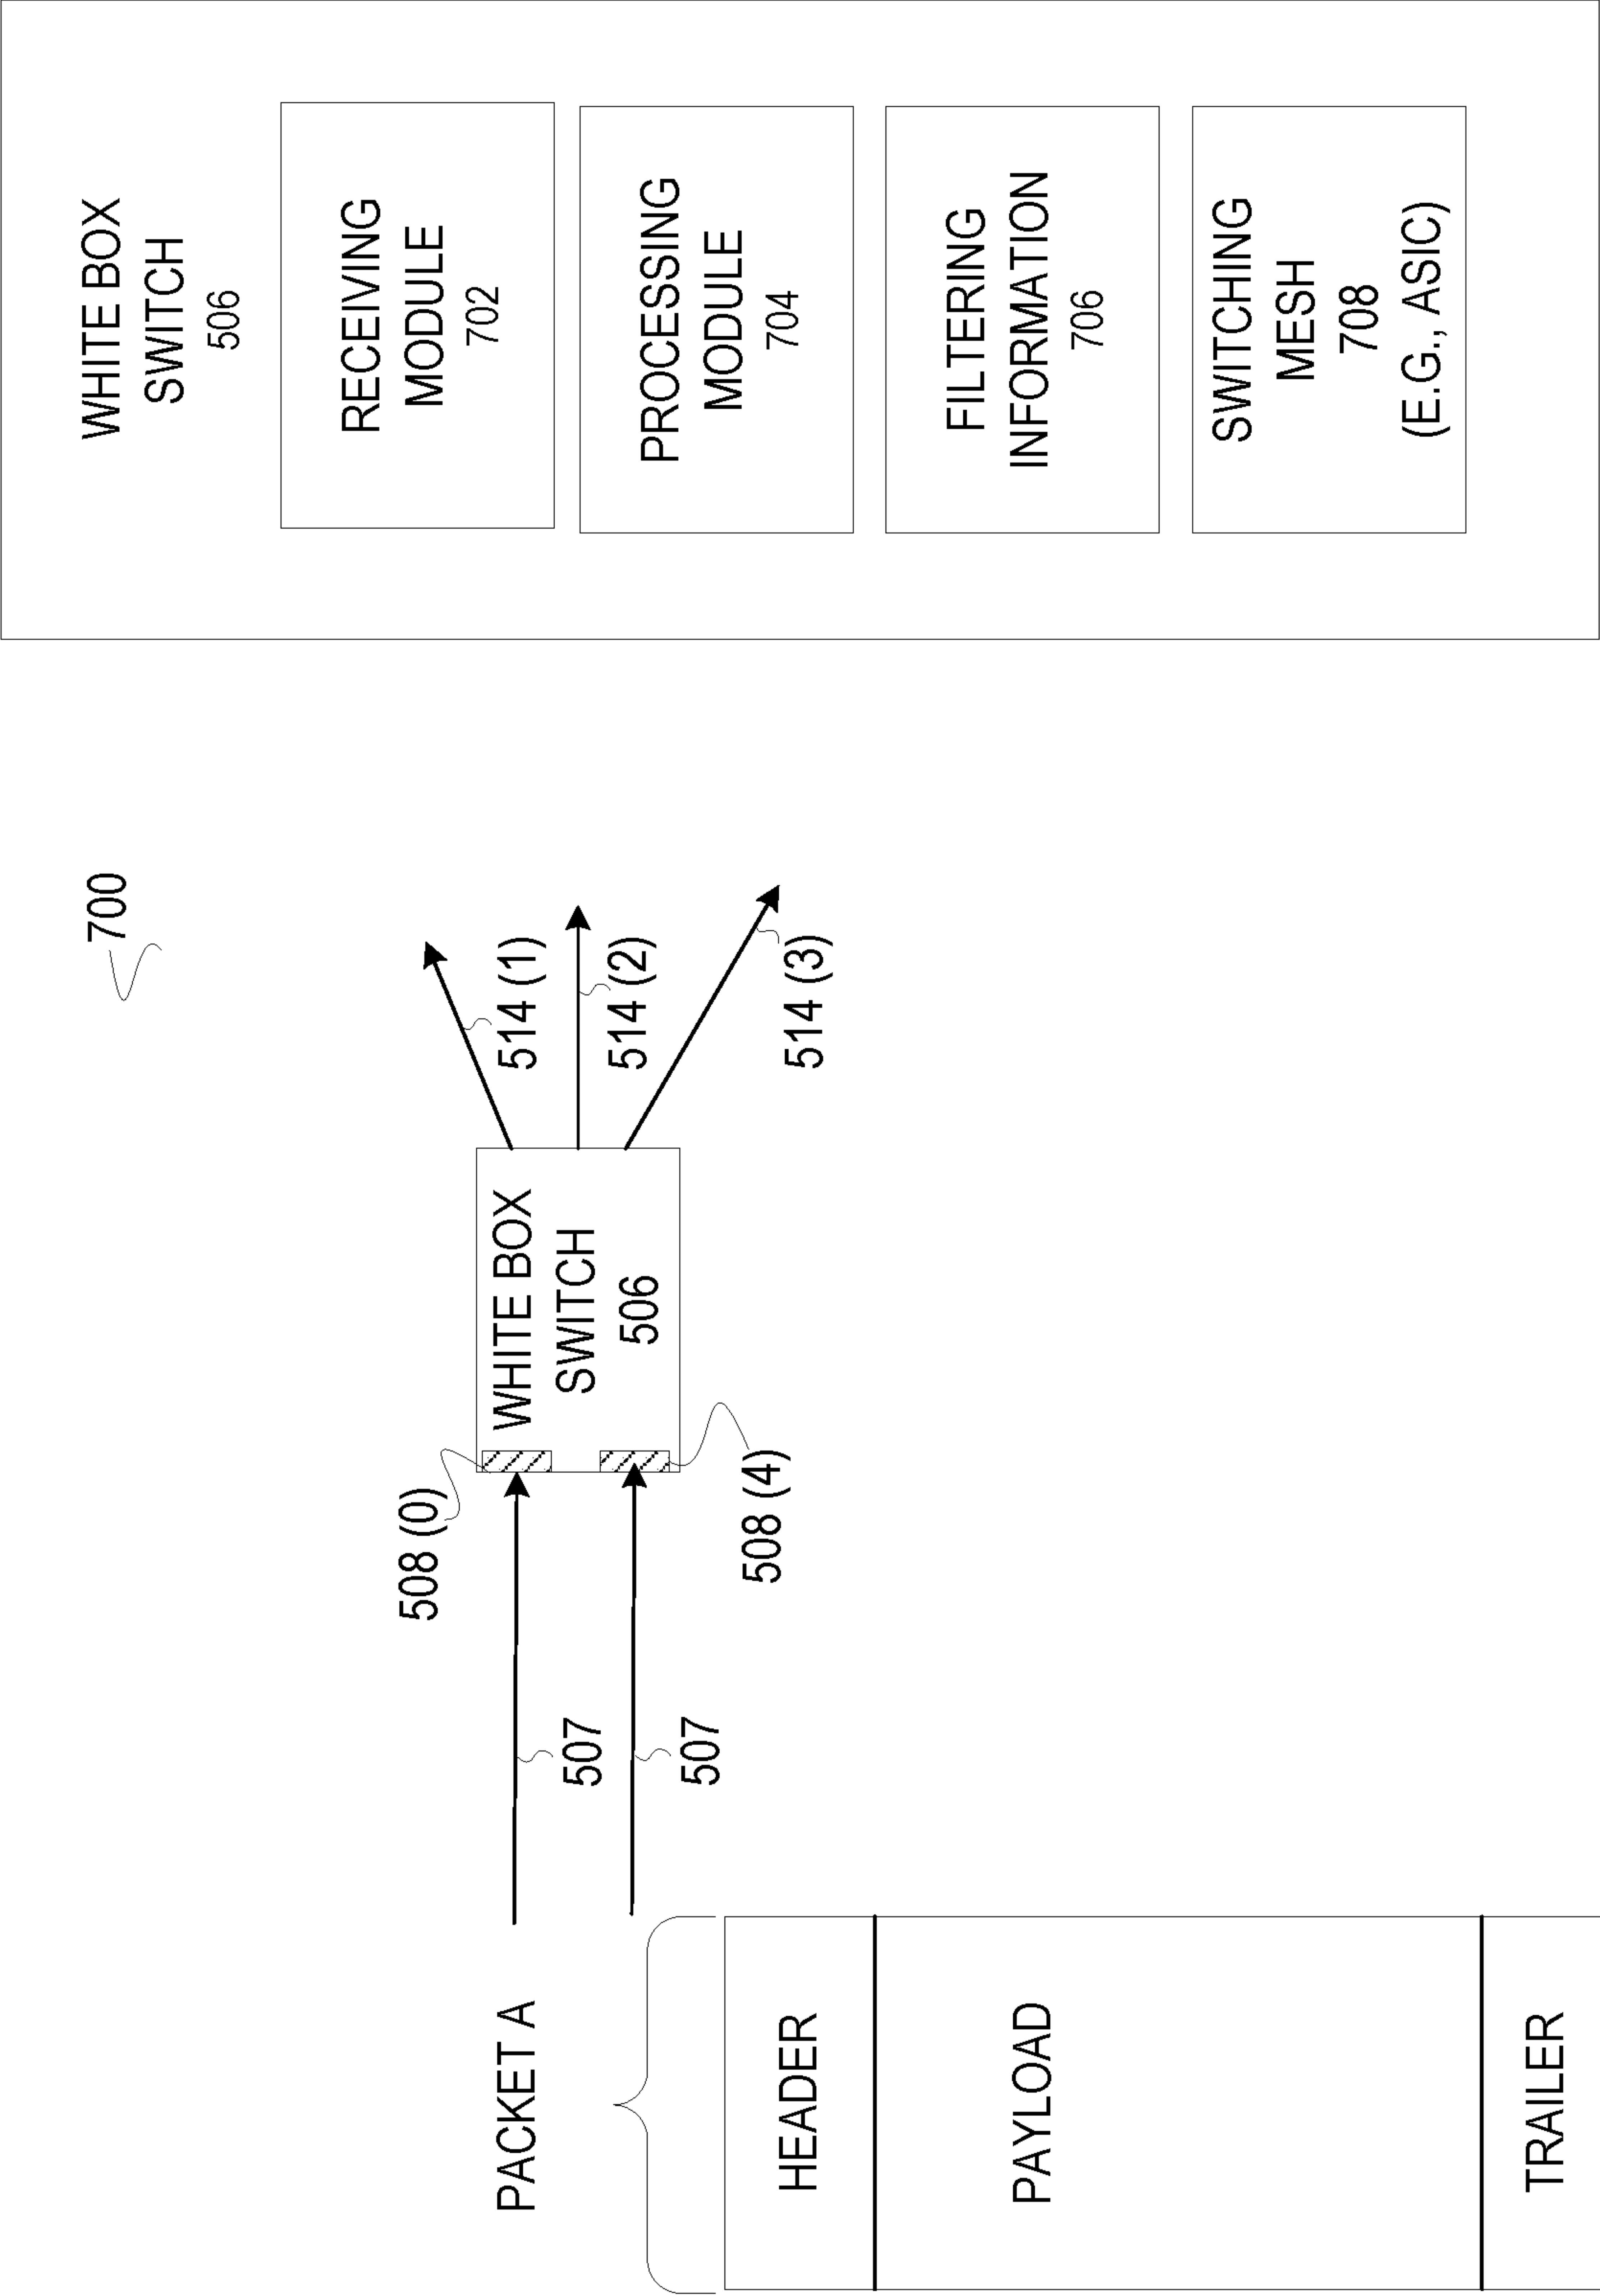 700
PACKET A
HEADER
PAYLOAD
TRAILER
507
507
508 (0)
508 (4)
WHITE BOX
SWITCH
506
514 (1)
514 (2)
514 (3)
WHITE BOX
SWITCH
506
RECEIVING
MODULE
702
PROCESSING
MODULE
704
FILTERING
INFORMATION
706
SWITCHING
MESH
708
(E.G., ASIC)